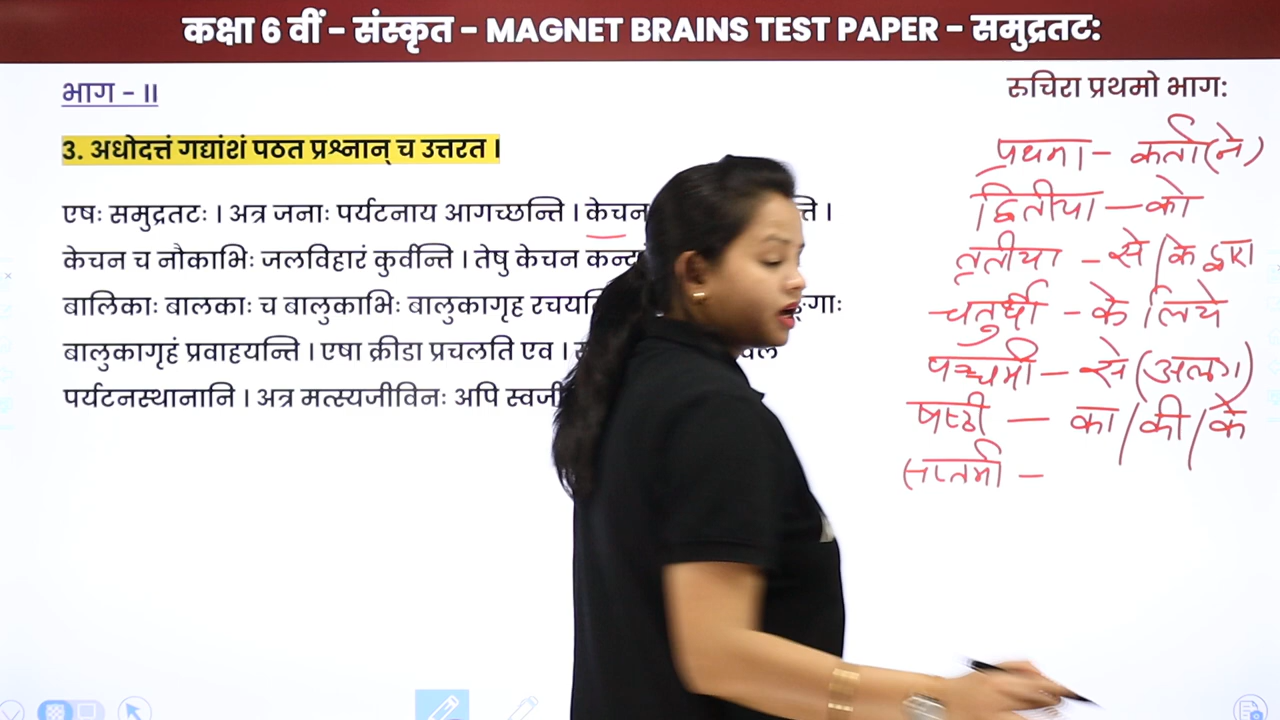 कक्षा 6 वीं - संस्कृत - MAGNET BRAINS TEST PAPER - समुद्रतटः
भाग - II
रुचिरा प्रथमो भागः
3. अधोदत्तं गद्यांशं पठत प्रश्नान् च उत्तरत ।
एषः समुद्रतटः । अत्र जनाः पर्यटनाय आगच्छन्ति । केचन
केचन च नौकाभिः जलविहारं कुर्वन्ति । तेषु केचन
बालिकाः बालकाः च बालुकाभिः बालुकागृह
बालुकागृहं प्रवाहयन्ति । एषा क्रीडा प्रचलति एव ।
पर्यटनस्थानानि । अत्र मत्स्यजीविनः अपि
प्रथमा - कर्ता(ने)
द्वितीया - को
तृतीया - से/के द्वारा
चतुर्थी - के लिये
पञ्चमी - से(अलग)
षष्ठी - का/की/के
सप्तमी -